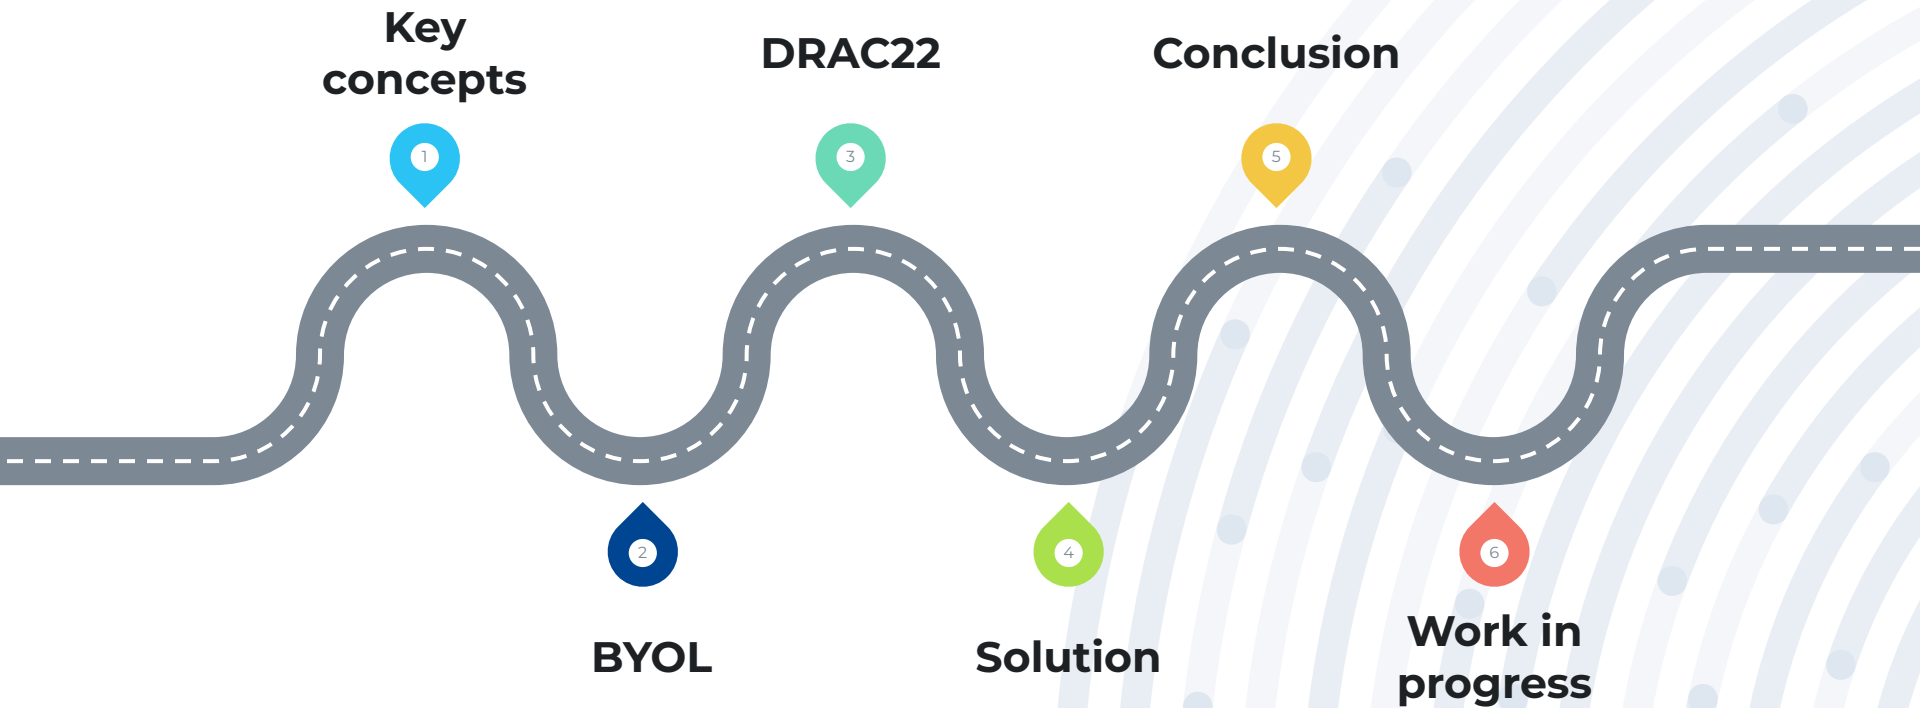 Key
concepts
DRAC22
Conclusion
1
3
5
2
4
6
BYOL
Solution
Work in
progress